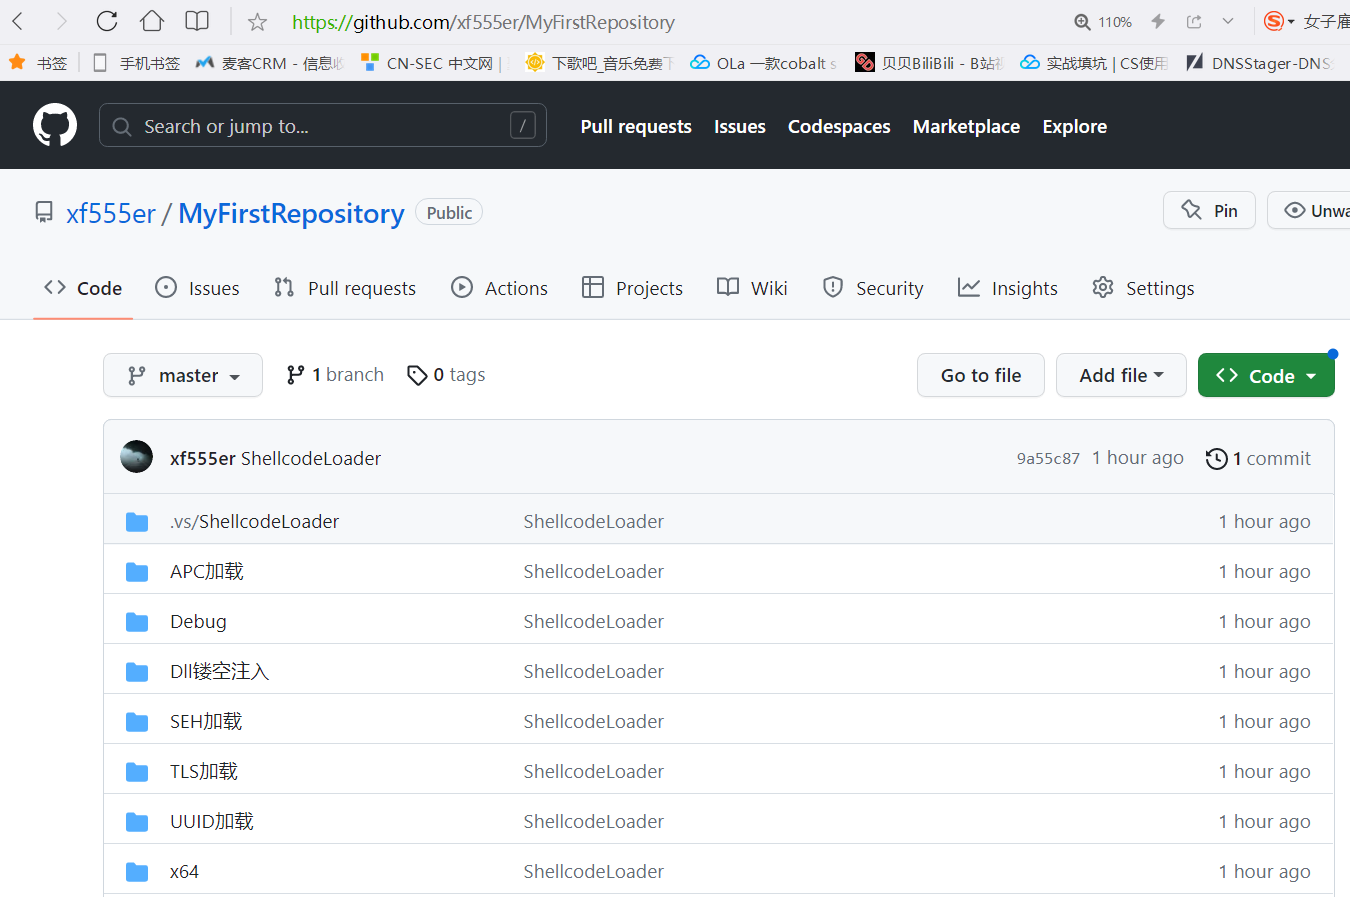 https://github.com/xf555er/MyFirstRepository 110% 女子雇
书签 手机书签 麦客CRM - 信息收 CN-SEC 中文网 | 下歌吧_音乐免费下 OLa 一款cobalt s 贝贝BiliBili - B站 实战填坑 | CS使用 DNSStager-DNS
Search or jump to... / Pull requests Issues Codespaces Marketplace Explore
xf555er / MyFirstRepository Public Pin Unwa
Code Issues Pull requests Actions Projects Wiki Security Insights Settings
master 1 branch 0 tags Go to file Add file Code
xf555er ShellcodeLoader 9a55c87 1 hour ago 1 commit
.vs/ShellcodeLoader ShellcodeLoader 1 hour ago
APC加载 ShellcodeLoader 1 hour ago
Debug ShellcodeLoader 1 hour ago
Dll镂空注入 ShellcodeLoader 1 hour ago
SEH加载 ShellcodeLoader 1 hour ago
TLS加载 ShellcodeLoader 1 hour ago
UUID加载 ShellcodeLoader 1 hour ago
x64 ShellcodeLoader 1 hour ago